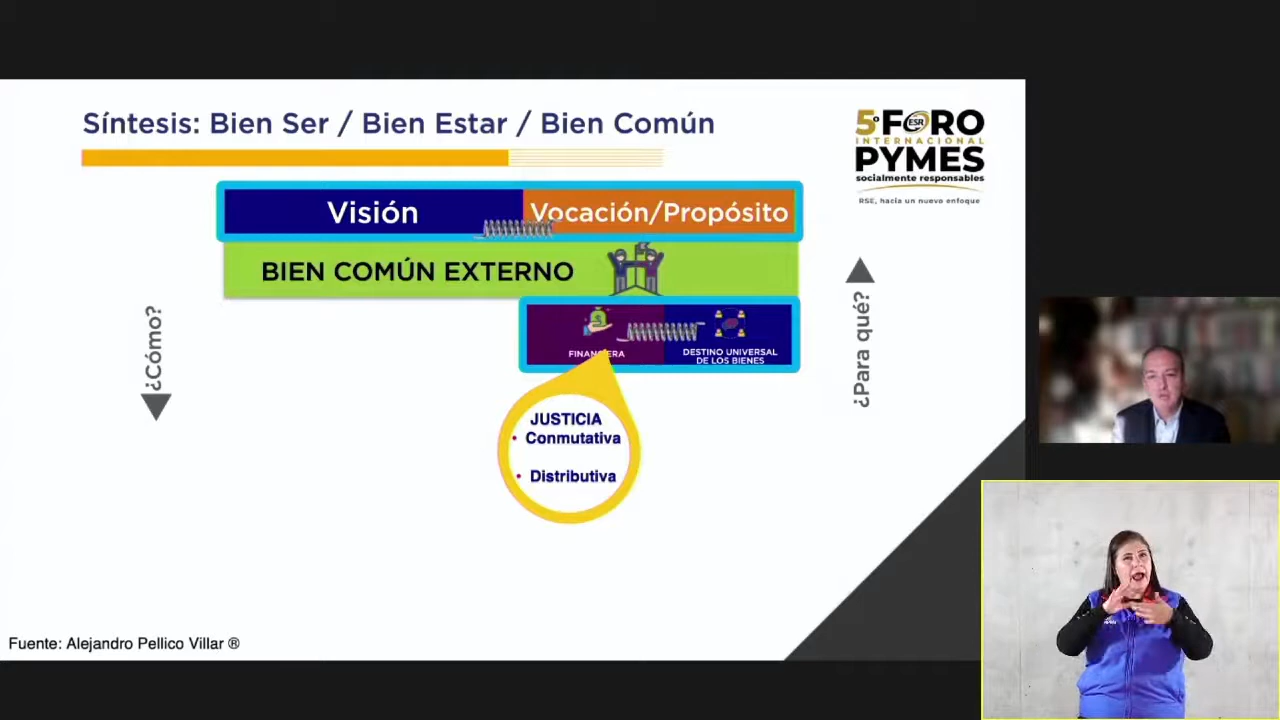 Síntesis: Bien Ser / Bien Estar / Bien Común
5º FORO
ESR
INTERNACIONAL
PYMES
socialmente responsables
RSE, hacia un nuevo enfoque
Visión
Vocación/Propósito
BIEN COMÚN EXTERNO
¿Cómo?
¿Para qué?
FINANCIERA
DESTINO UNIVERSAL
DE LOS BIENES
JUSTICIA
• Conmutativa
• Distributiva
Fuente: Alejandro Pellico Villar ®